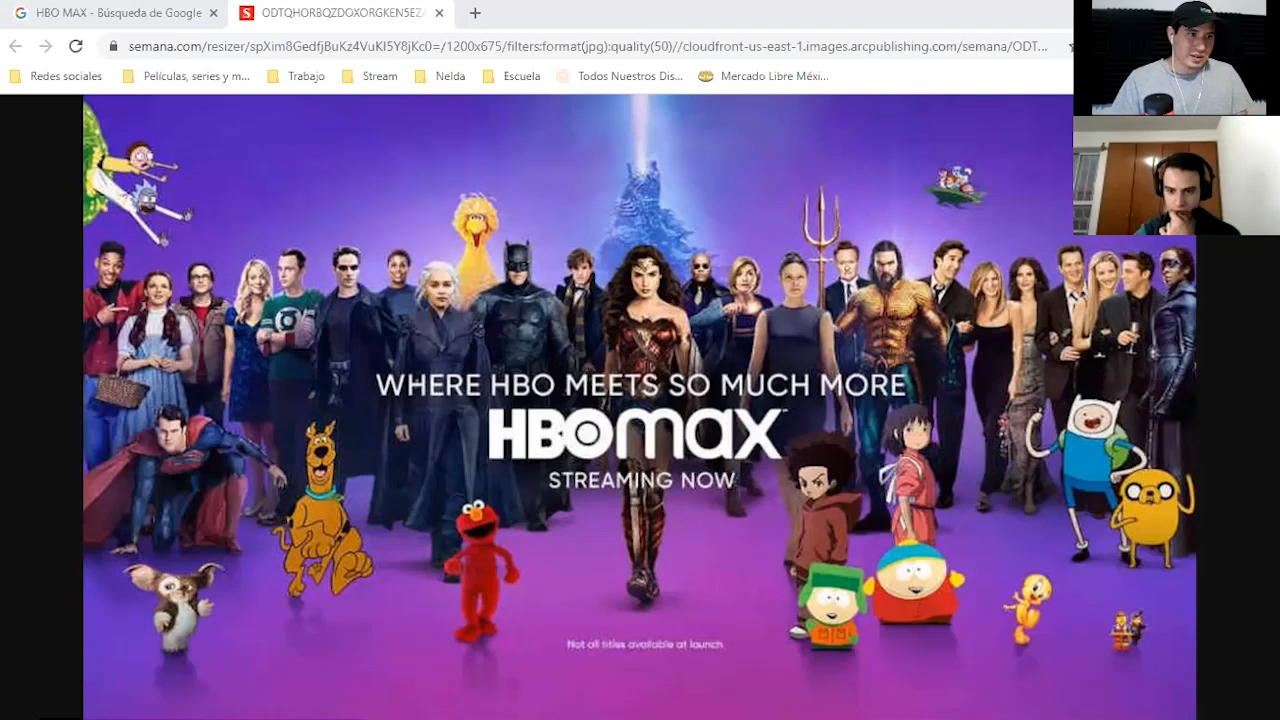 HBO MAX - Búsqueda de Google
ODTQHORBQZDOXORGKEN5EZ
semana.com/resizer/spXim8GedfjBuKz4VuKI5Y8jKc0=/1200x675/filters:format(jpg):quality(50)//cloudfront-us-east-1.images.arcpublishing.com/semana/ODT...
Redes sociales
Películas, series y m...
Trabajo
Stream
Nelda
Escuela
Todos Nuestros Dis...
Mercado Libre Méxi...
WHERE HBO MEETS SO MUCH MORE
HBOmax
STREAMING NOW
Not all titles available at launch